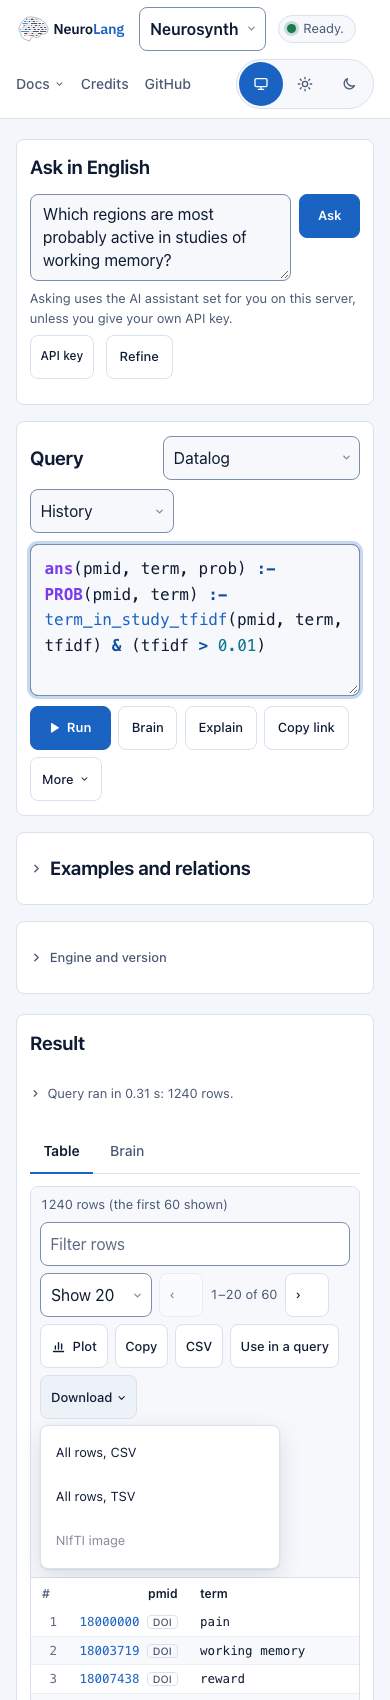 NeuroLang
Neurosynth
Ready.
Docs
Credits
GitHub
Ask in English
Which regions are most
probably active in studies of
working memory?
Ask
Asking uses the AI assistant set for you on this server,
unless you give your own API key.
API key
Refine
Query
Datalog
History
ans(pmid, term, prob) :-
PROB(pmid, term) :-
term_in_study_tfidf(pmid, term,
tfidf) & (tfidf > 0.01)
Run
Brain
Explain
Copy link
More
Examples and relations
Engine and version
Result
Query ran in 0.31 s: 1240 rows.
Table
Brain
1240 rows (the first 60 shown)
Filter rows
Show 20
‹
1–20 of 60
›
Plot
Copy
CSV
Use in a query
Download
All rows, CSV
All rows, TSV
NIfTI image
# pmid term
1 18000000 DOI pain
2 18003719 DOI working memory
3 18007438 DOI reward